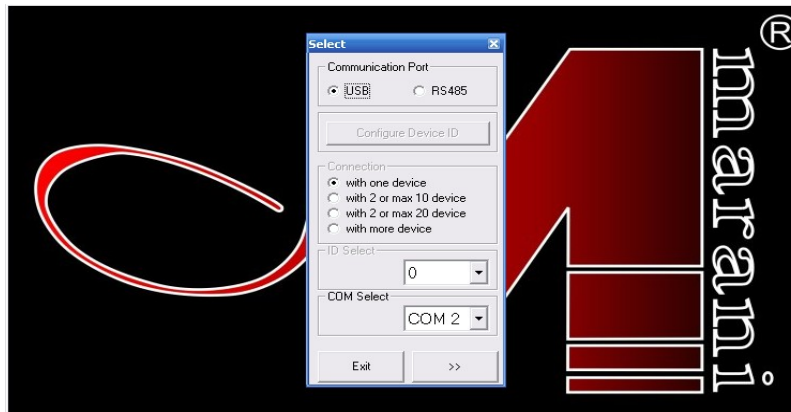 Select
Communication Port
USB
RS485
Configure Device ID
Connection
with one device
with 2 or max 10 device
with 2 or max 20 device
with more device
ID Select
0
COM Select
COM 2
Exit
>>
®
marani